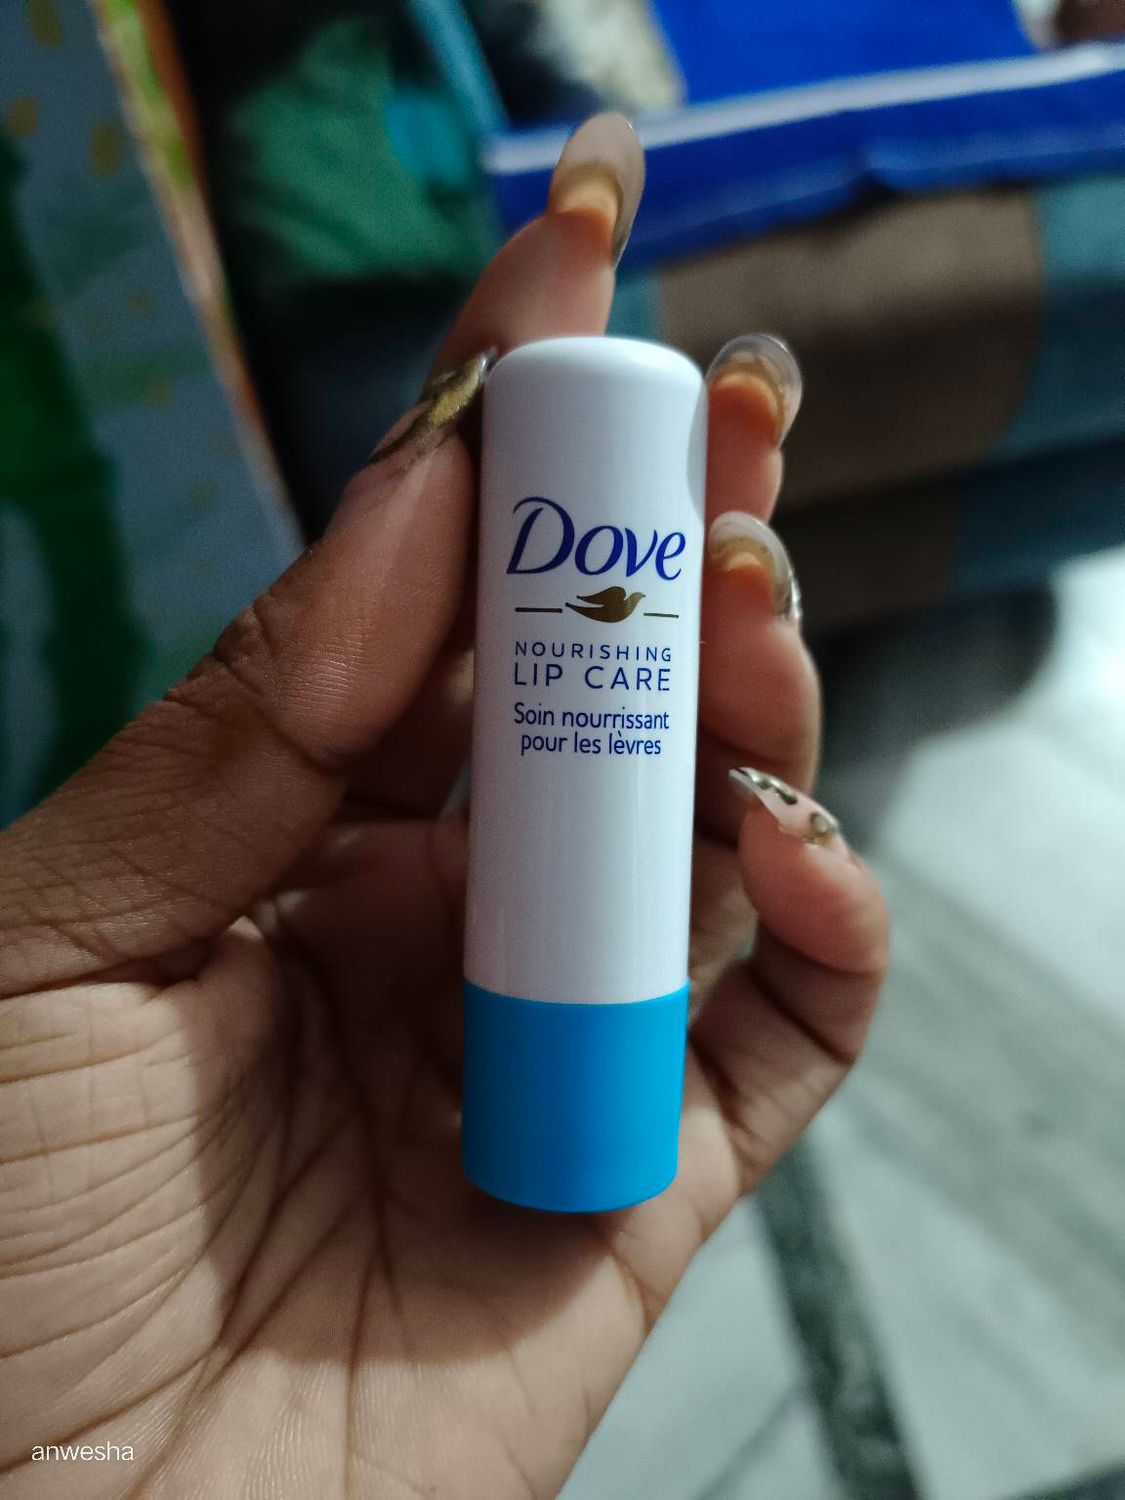 Dove
NOURISHING
LIP CARE
Soin nourrissant
pour les lèvres
anwesha